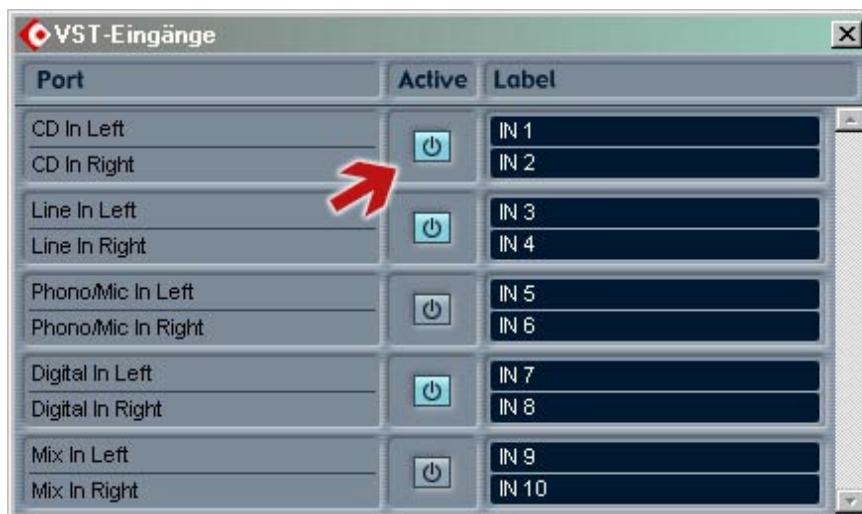 VST-Eingänge
Port Active Label
CD In Left IN 1
CD In Right IN 2
Line In Left IN 3
Line In Right IN 4
Phono/Mic In Left IN 5
Phono/Mic In Right IN 6
Digital In Left IN 7
Digital In Right IN 8
Mix In Left IN 9
Mix In Right IN 10